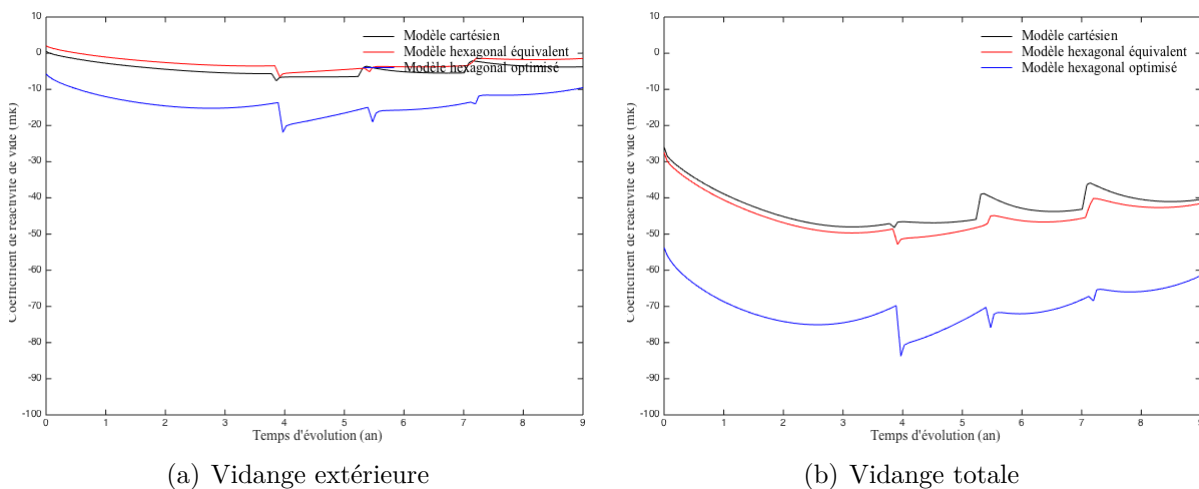 10
0
-10
-20
-30
-40
-50
-60
-70
-80
-90
-100
Coefficient de réactivité de vide (mk)
Modèle cartésien
Modèle hexagonal équivalent
Modèle hexagonal optimisé
0 1 2 3 4 5 6 7 8 9
Temps d'évolution (an)
(a) Vidange extérieure
10
0
-10
-20
-30
-40
-50
-60
-70
-80
-90
-100
Coefficient de réactivité de vide (mk)
Modèle cartésien
Modèle hexagonal équivalent
Modèle hexagonal optimisé
0 1 2 3 4 5 6 7 8 9
Temps d'évolution (an)
(b) Vidange totale